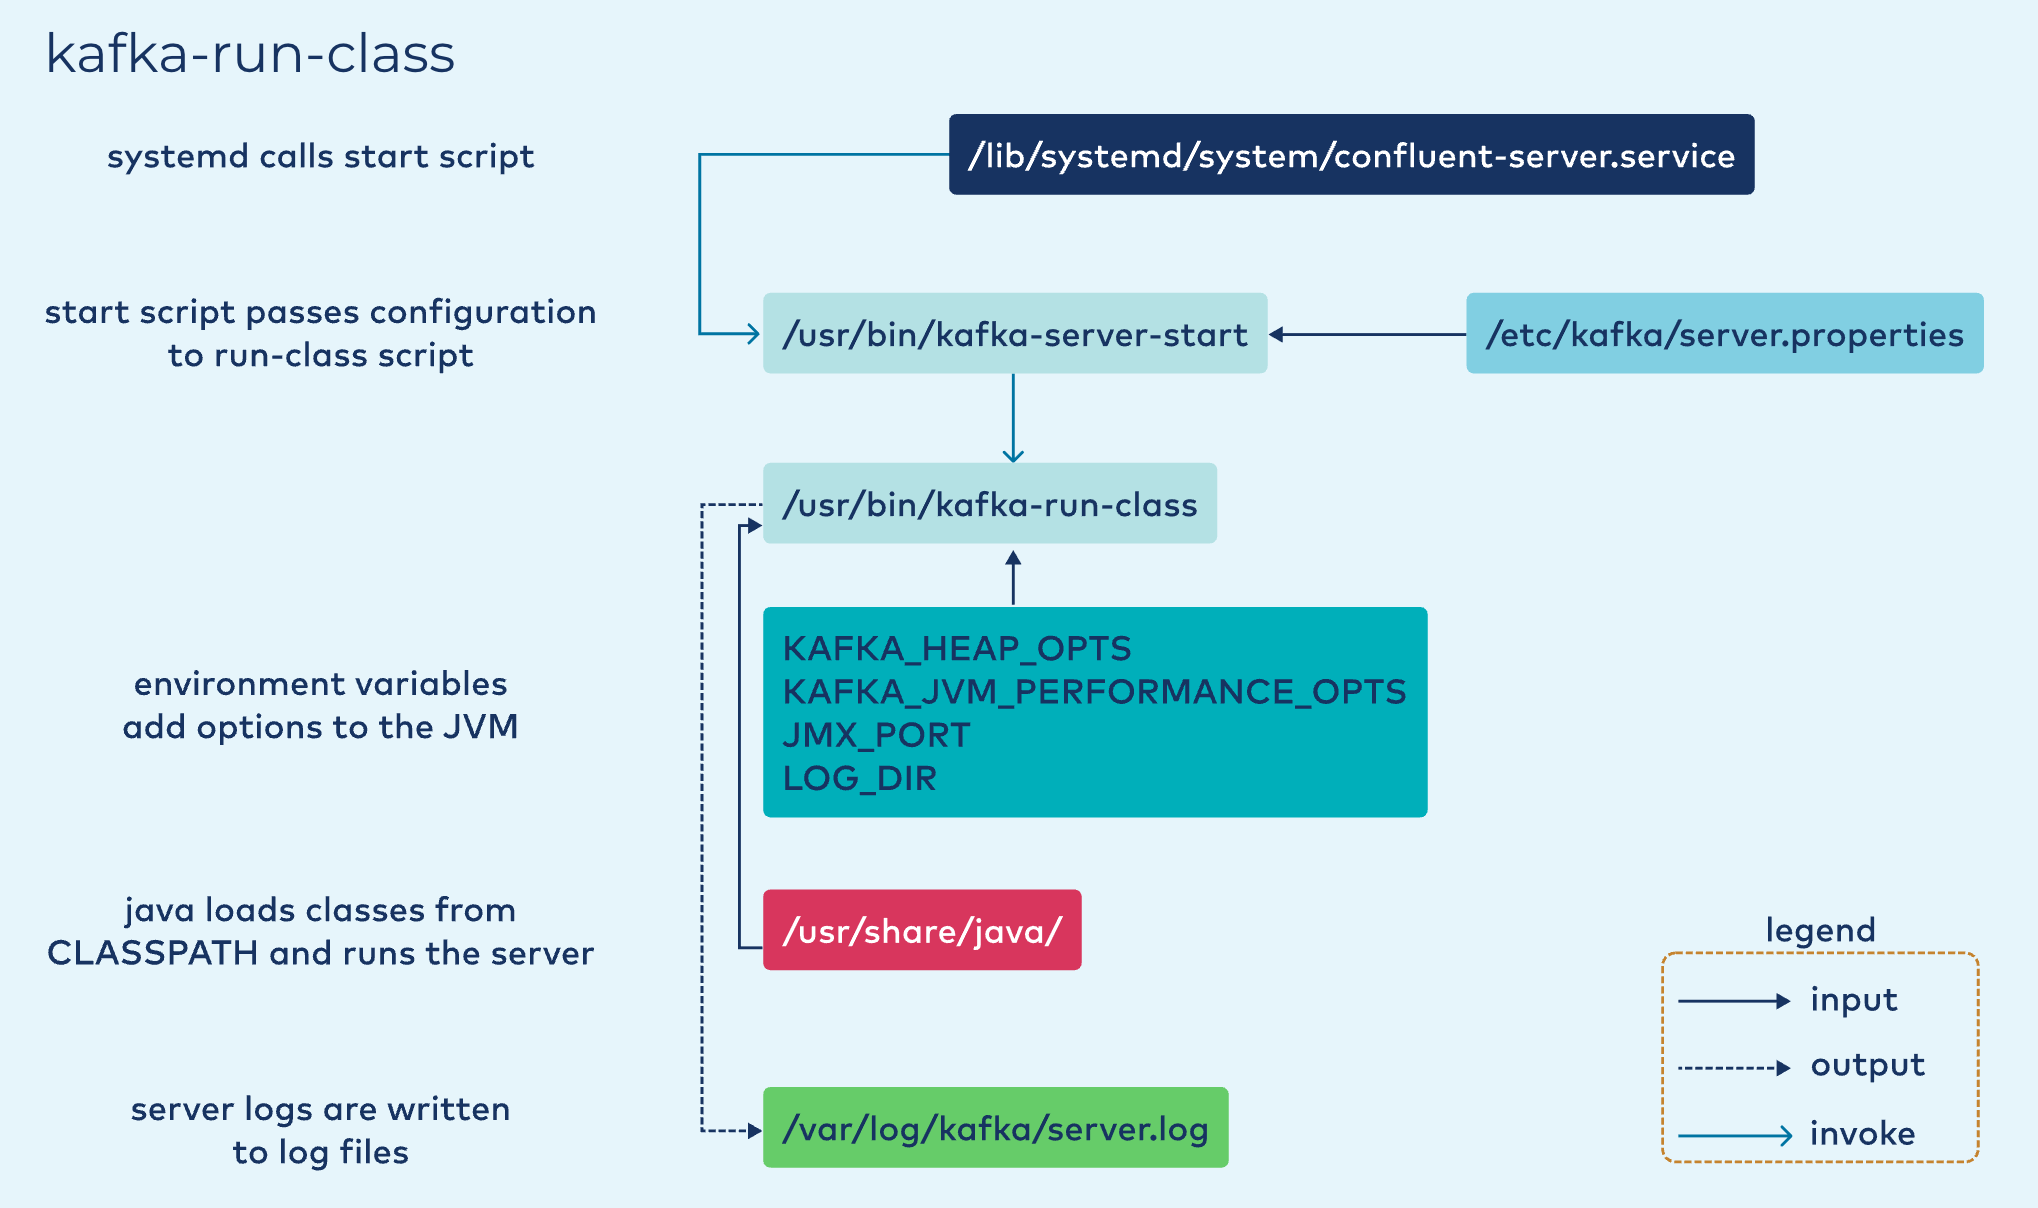 kafka-run-class
systemd calls start script
/lib/systemd/system/confluent-server.service
start script passes configuration
to run-class script
/usr/bin/kafka-server-start
/etc/kafka/server.properties
/usr/bin/kafka-run-class
environment variables
add options to the JVM
KAFKA_HEAP_OPTS
KAFKA_JVM_PERFORMANCE_OPTS
JMX_PORT
LOG_DIR
java loads classes from
CLASSPATH and runs the server
/usr/share/java/
server logs are written
to log files
/var/log/kafka/server.log
legend
input
output
invoke